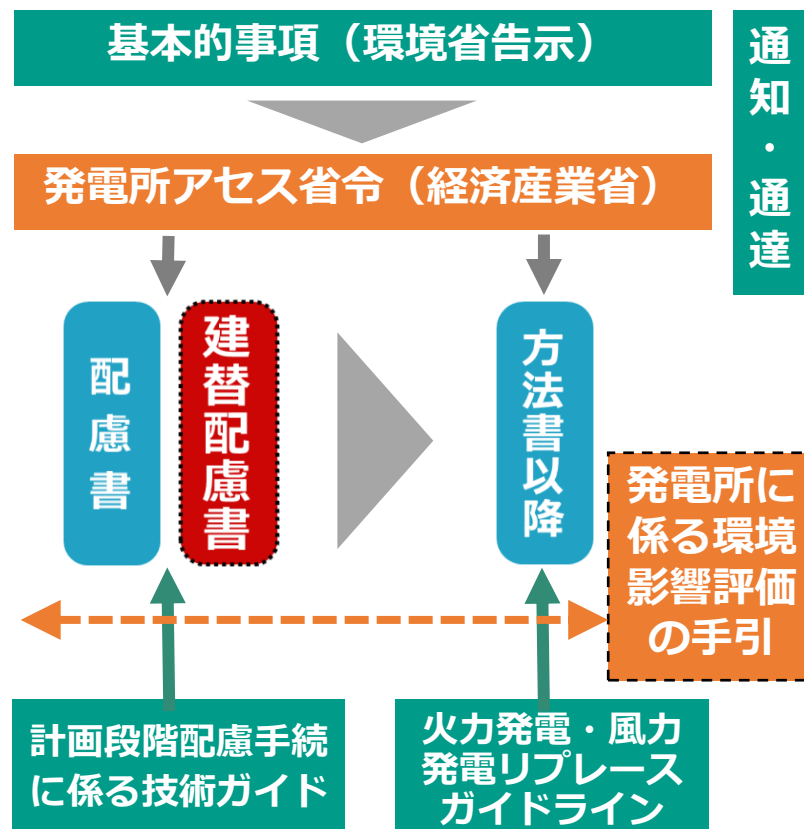 基本的事項（環境省告示）
通知・通達
発電所アセス省令（経済産業省）
配慮書
建替配慮書
方法書以降
発電所に
係る環境
影響評価
の手引
計画段階配慮手続
に係る技術ガイド
火力発電・風力
発電リプレース
ガイドライン